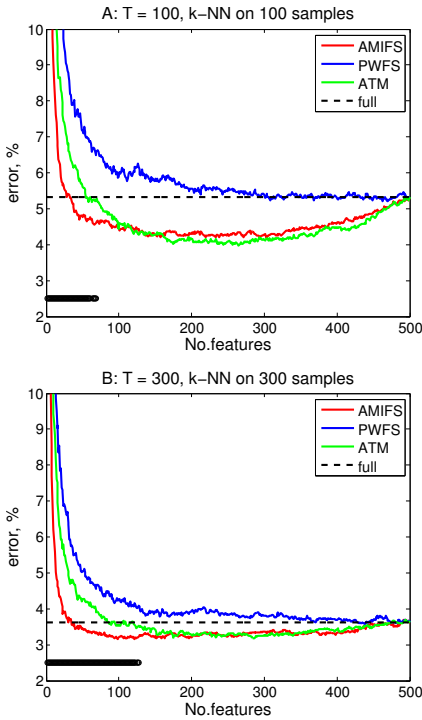 A: T = 100, k−NN on 100 samples
10
9
8
7
6
5
4
3
2
error, %
AMIFS
PWFS
ATM
full
0
100
200
300
400
500
No.features
B: T = 300, k−NN on 300 samples
10
9
8
7
6
5
4
3
2
error, %
AMIFS
PWFS
ATM
full
0
100
200
300
400
500
No.features